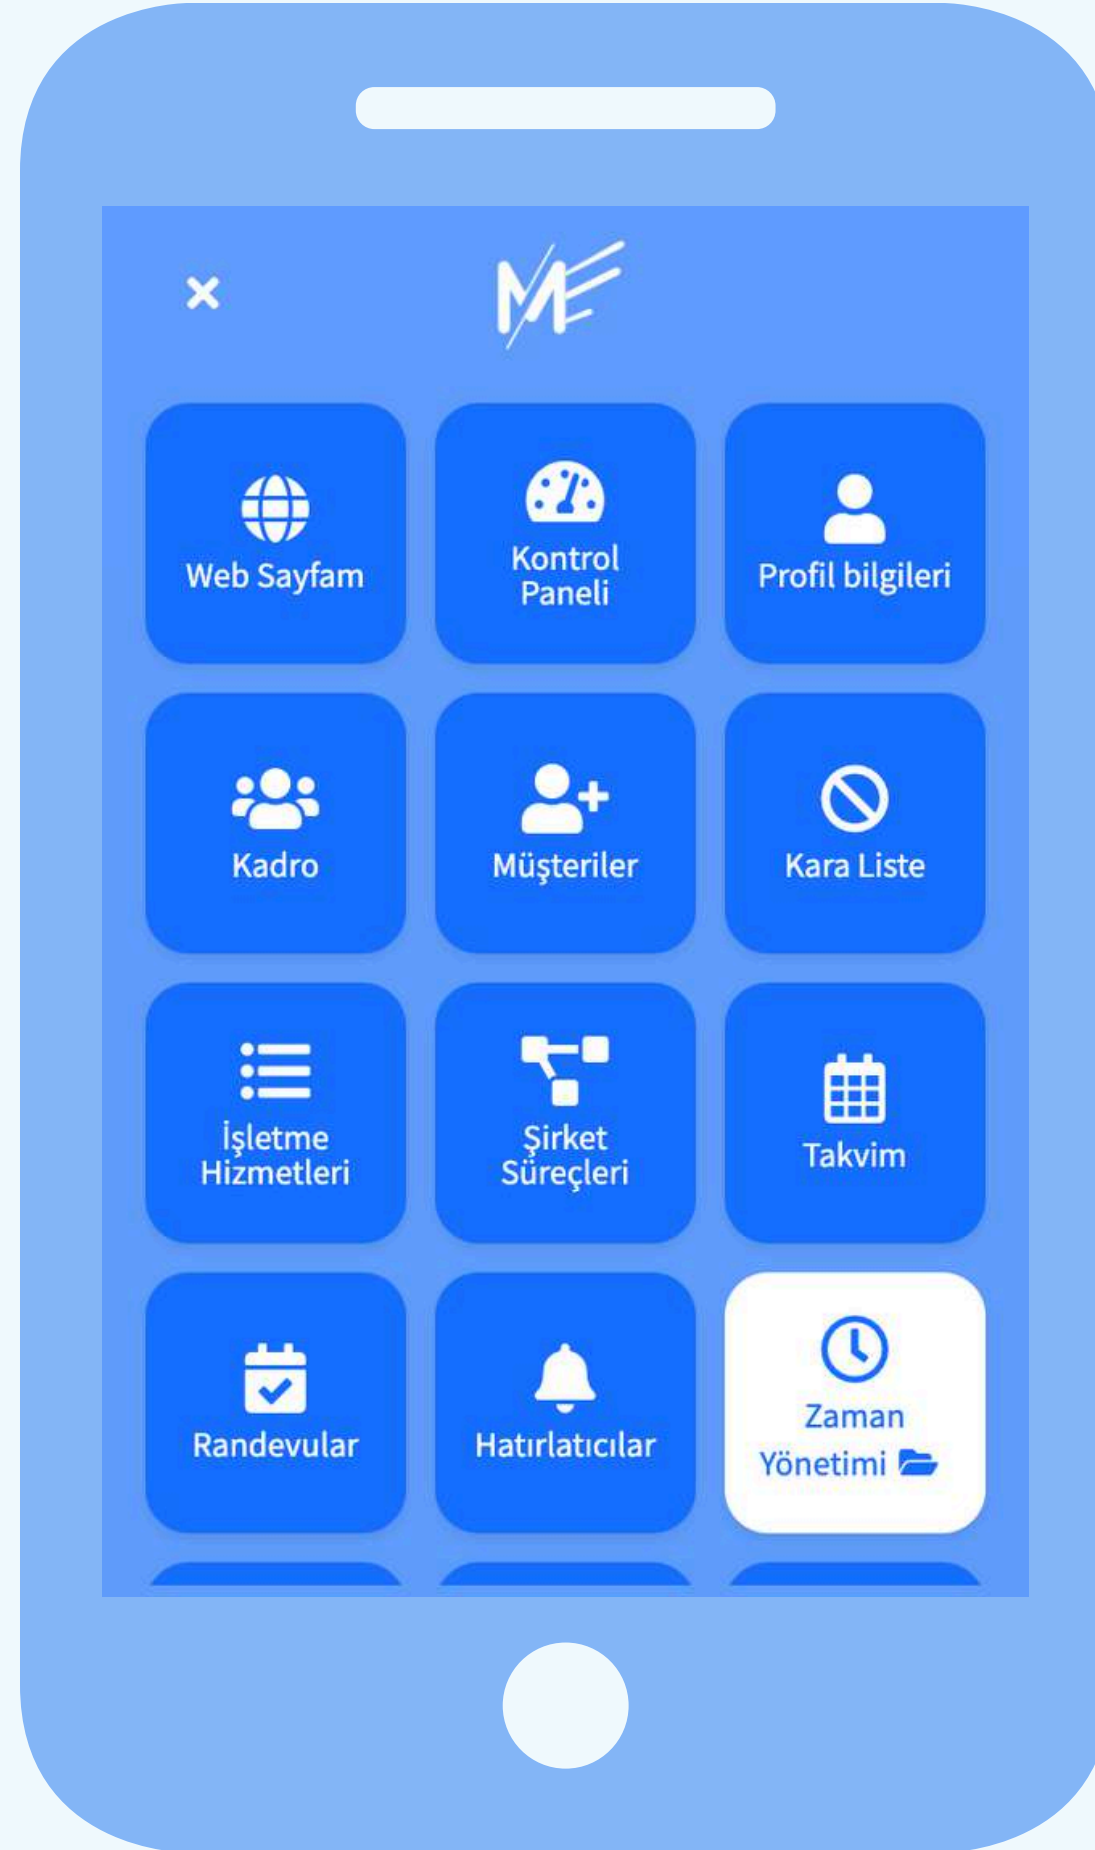 ME
Web Sayfam
Kontrol
Paneli
Profil bilgileri
Kadro
Müşteriler
Kara Liste
İşletme
Hizmetleri
Şirket
Süreçleri
Takvim
Randevular
Hatırlatıcılar
Zaman
Yönetimi